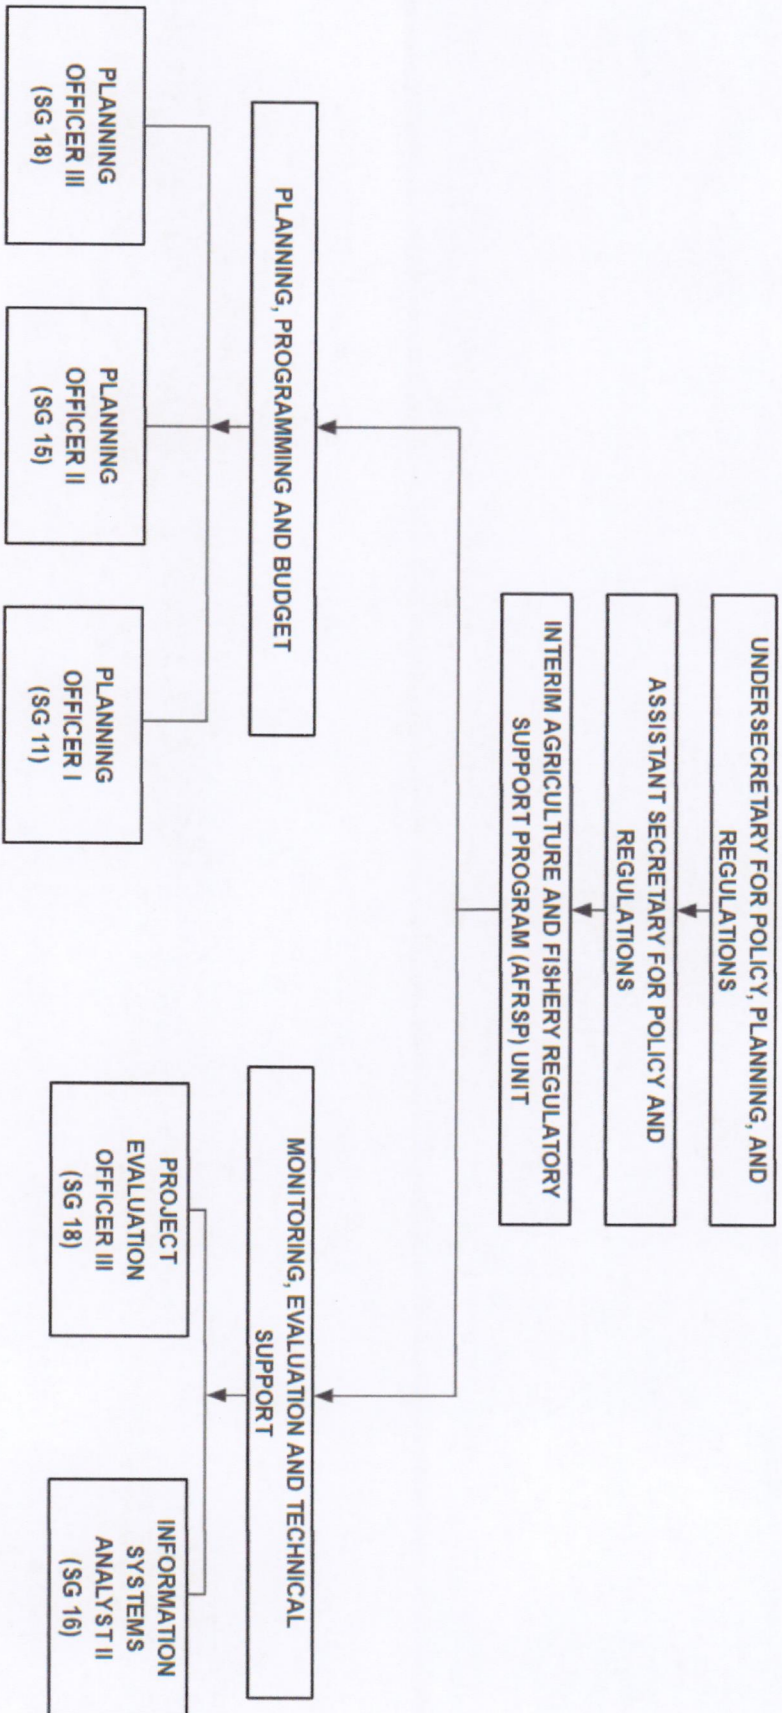 UNDERSECRETARY FOR POLICY, PLANNING, AND
REGULATIONS
ASSISTANT SECRETARY FOR POLICY AND
REGULATIONS
INTERIM AGRICULTURE AND FISHERY REGULATORY
SUPPORT PROGRAM (AFRSP) UNIT
PLANNING, PROGRAMMING AND BUDGET
MONITORING, EVALUATION AND TECHNICAL
SUPPORT
PLANNING
OFFICER III
(SG 18)
PLANNING
OFFICER II
(SG 15)
PLANNING
OFFICER I
(SG 11)
PROJECT
EVALUATION
OFFICER III
(SG 18)
INFORMATION
SYSTEMS
ANALYST II
(SG 16)